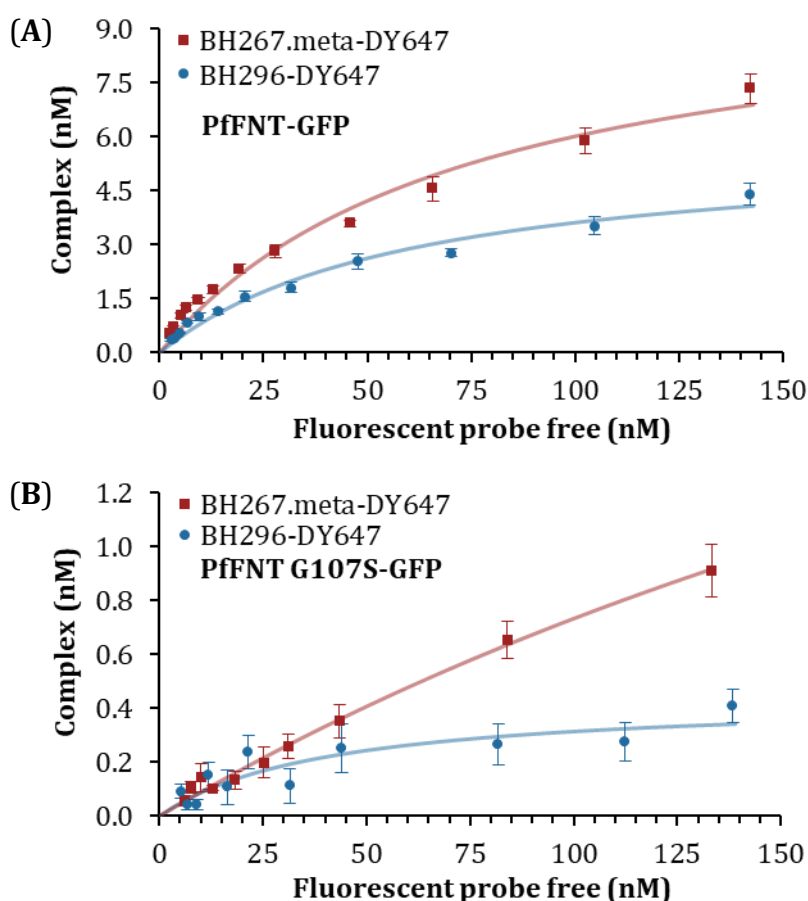 (A)
BH267.meta-DY647
BH296-DY647
PfFNT-GFP
Complex (nM)
9.0
7.5
6.0
4.5
3.0
1.5
0.0
0 25 50 75 100 125 150
Fluorescent probe free (nM)
(B)
BH267.meta-DY647
BH296-DY647
PfFNT G107S-GFP
Complex (nM)
1.2
1.0
0.8
0.6
0.4
0.2
0.0
0 25 50 75 100 125 150
Fluorescent probe free (nM)